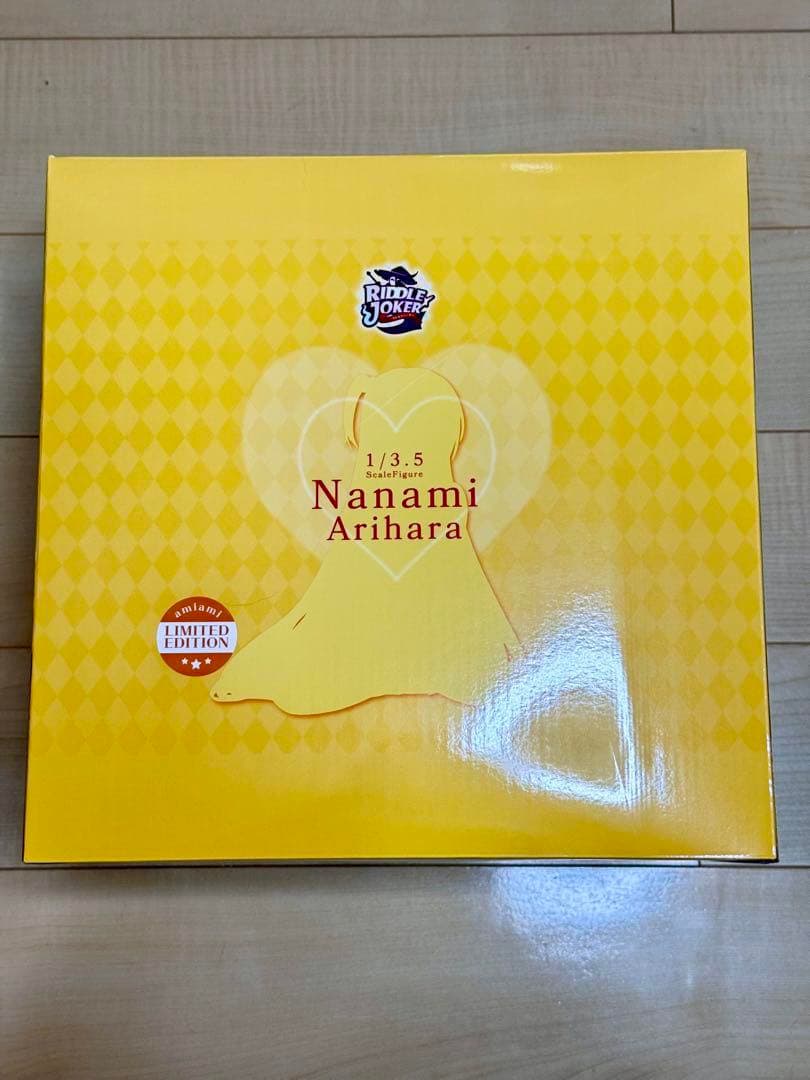 RIDDLE
JOKER
1/3.5
ScaleFigure
Nanami
Arihara
amiami
LIMITED
EDITION